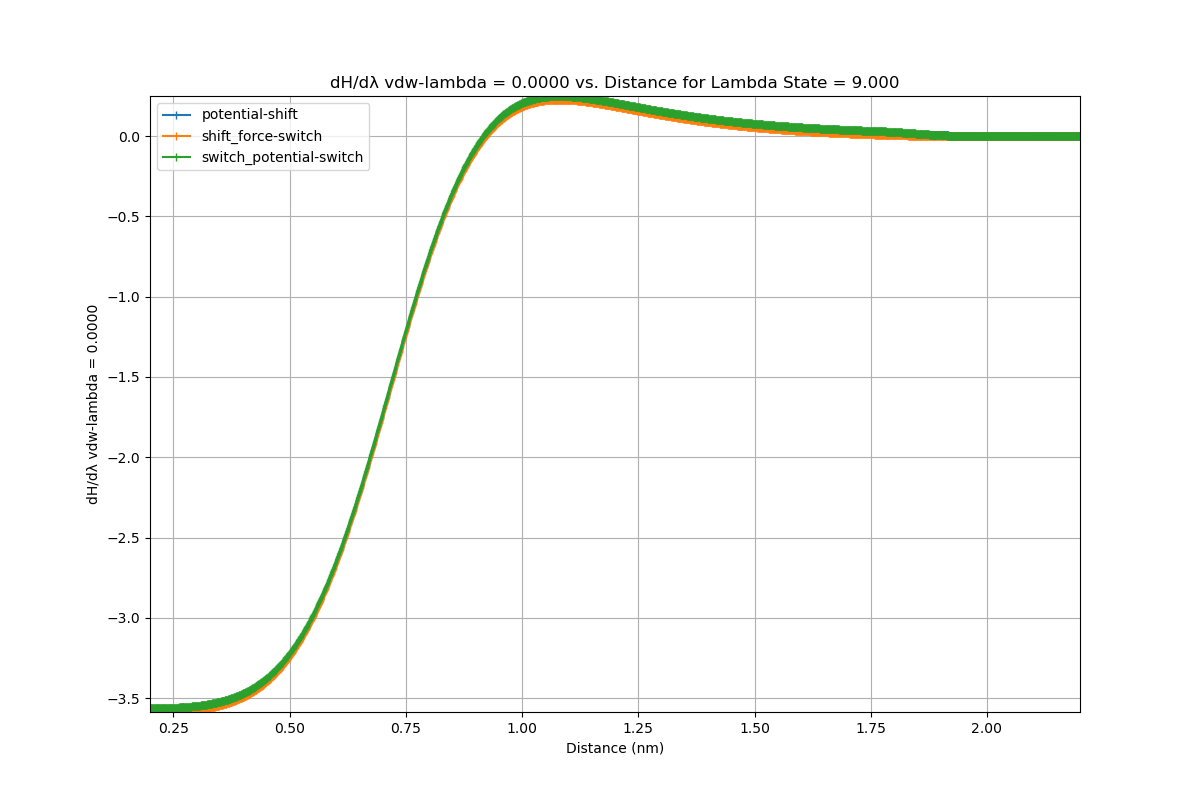 dH/dλ vdw-lambda = 0.0000 vs. Distance for Lambda State = 9.000
potential-shift
shift_force-switch
switch_potential-switch
0.0
−0.5
−1.0
−1.5
−2.0
−2.5
−3.0
−3.5
dH/dλ vdw-lambda = 0.0000
0.25 0.50 0.75 1.00 1.25 1.50 1.75 2.00
Distance (nm)